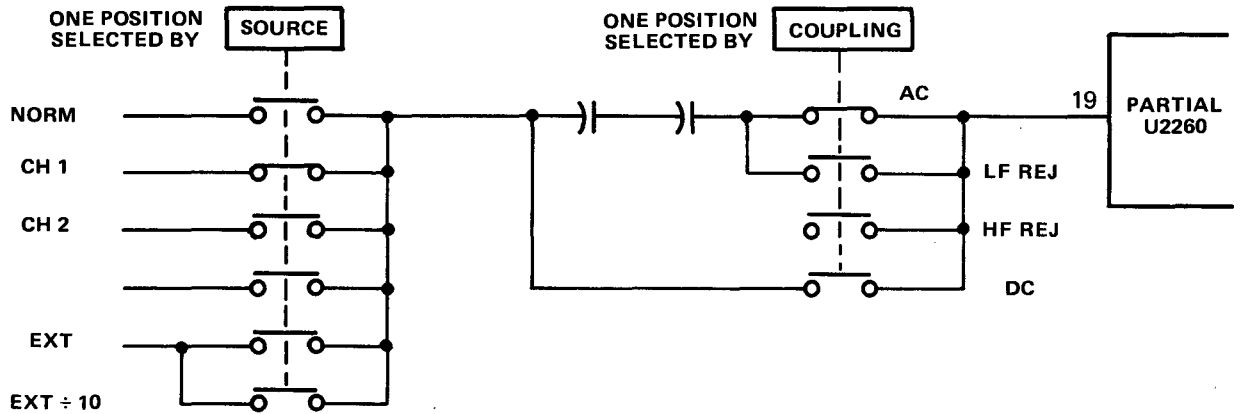 ONE POSITION
SELECTED BY
SOURCE
ONE POSITION
SELECTED BY
COUPLING
NORM
CH 1
CH 2
EXT
EXT ÷ 10
AC
LF REJ
HF REJ
DC
19
PARTIAL
U2260